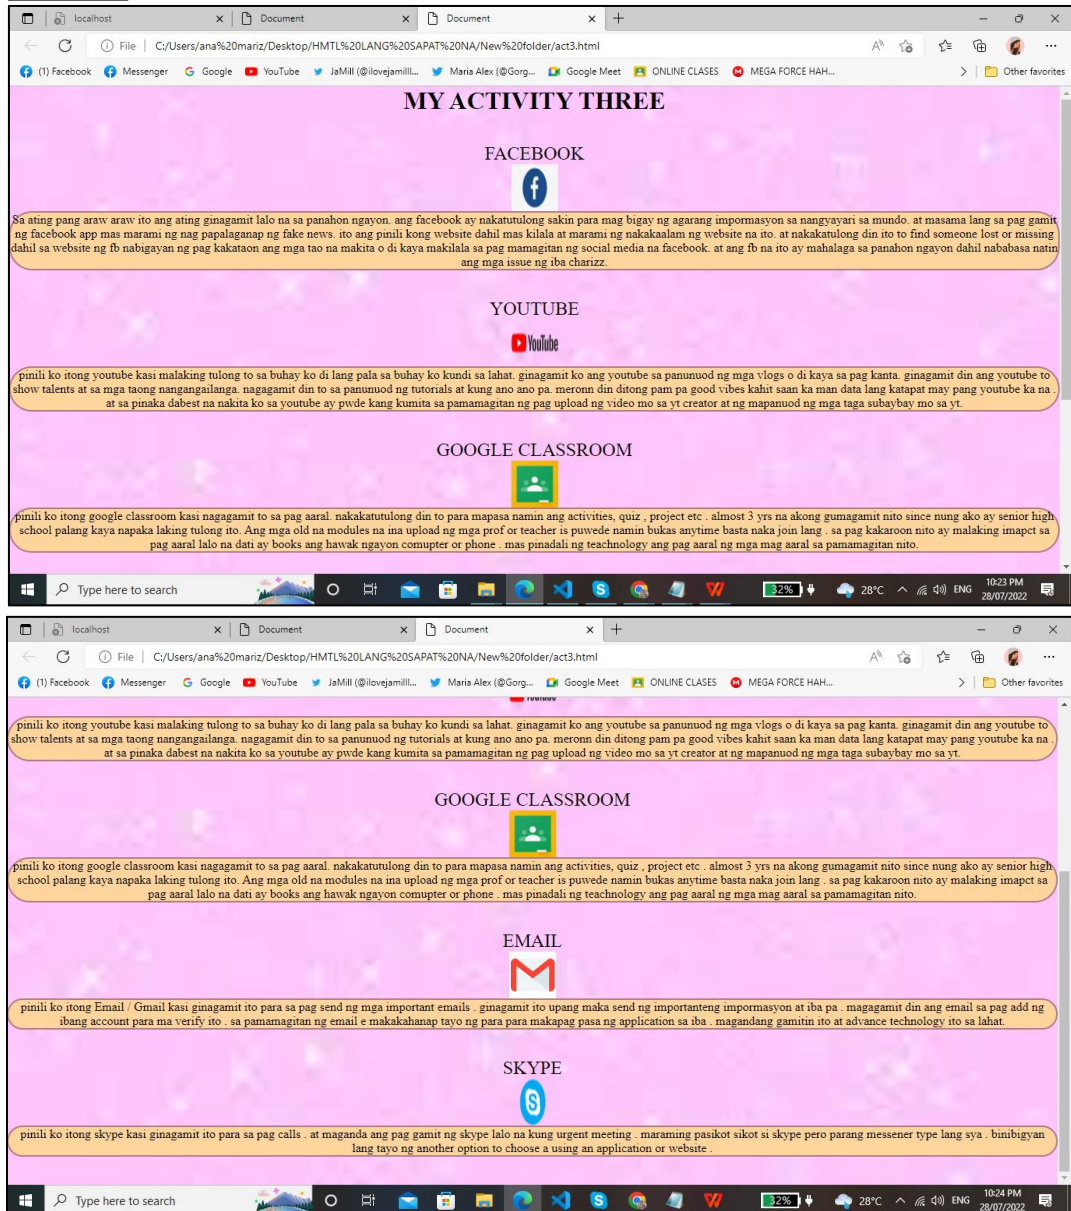 localhost
Document
Document
File
C:/Users/ana%20mariz/Desktop/HMTL%20LANG%20SAPAT%20NA/New%20folder/act3.html
(1) Facebook
Messenger
Google
YouTube
JaMill (@ilovejamilll...
Maria Alex (@Gorg...
Google Meet
ONLINE CLASES
MEGA FORCE HAH...
Other favorites
MY ACTIVITY THREE
FACEBOOK
Sa ating pang araw araw ito ang ating ginagamit lalo na sa panahon ngayon. ang facebook ay nakatutulong sakin para mag bigay ng agarang impormasyon sa nangyayari sa mundo. at masama lang sa pag gamit
ng facebook app mas marami ng nag papalaganap ng fake news. ito ang pinili kong website dahil mas kilala at marami ng nakakaalam ng website na ito. at nakakatulong din ito to find someone lost or missing
dahil sa website ng fb nabigayan ng pag kakataon ang mga tao na makita o di kaya makilala sa pag mamagitan ng social media na facebook. at ang fb na ito ay mahalaga sa panahon ngayon dahil nababasa natin
ang mga issue ng iba charizz.
YOUTUBE
YouTube
pinili ko itong youtube kasi malaking tulong to sa buhay ko di lang pala sa buhay ko kundi sa lahat. ginagamit ko ang youtube sa panunuod ng mga vlogs o di kaya sa pag kanta. ginagamit din ang youtube to
show talents at sa mga taong nangangailanga. nagagamit din to sa panunuod ng tutorials at kung ano ano pa. meronn din ditong pam pa good vibes kahit saan ka man data lang katapat may pang youtube ka na .
at sa pinaka dabest na nakita ko sa youtube ay pwde kang kumita sa pamamagitan ng pag upload ng video mo sa yt creator at ng mapanuod ng mga taga subaybay mo sa yt.
GOOGLE CLASSROOM
pinili ko itong google classroom kasi nagagamit to sa pag aaral. nakakatutulong din to para mapasa namin ang activities, quiz , project etc . almost 3 yrs na akong gumagamit nito since nung ako ay senior high
school palang kaya napaka laking tulong ito. Ang mga old na modules na ina upload ng mga prof or teacher is puwede namin bukas anytime basta naka join lang . sa pag kakaroon nito ay malaking imapct sa
pag aaral lalo na dati ay books ang hawak ngayon comupter or phone . mas pinadali ng teachnology ang pag aaral ng mga mag aaral sa pamamagitan nito.
Type here to search
32%
28°C
ENG
10:23 PM
28/07/2022
localhost
Document
Document
File
C:/Users/ana%20mariz/Desktop/HMTL%20LANG%20SAPAT%20NA/New%20folder/act3.html
(1) Facebook
Messenger
Google
YouTube
JaMill (@ilovejamilll...
Maria Alex (@Gorg...
Google Meet
ONLINE CLASES
MEGA FORCE HAH...
Other favorites
pinili ko itong youtube kasi malaking tulong to sa buhay ko di lang pala sa buhay ko kundi sa lahat. ginagamit ko ang youtube sa panunuod ng mga vlogs o di kaya sa pag kanta. ginagamit din ang youtube to
show talents at sa mga taong nangangailanga. nagagamit din to sa panunuod ng tutorials at kung ano ano pa. meronn din ditong pam pa good vibes kahit saan ka man data lang katapat may pang youtube ka na .
at sa pinaka dabest na nakita ko sa youtube ay pwde kang kumita sa pamamagitan ng pag upload ng video mo sa yt creator at ng mapanuod ng mga taga subaybay mo sa yt.
GOOGLE CLASSROOM
pinili ko itong google classroom kasi nagagamit to sa pag aaral. nakakatutulong din to para mapasa namin ang activities, quiz , project etc . almost 3 yrs na akong gumagamit nito since nung ako ay senior high
school palang kaya napaka laking tulong ito. Ang mga old na modules na ina upload ng mga prof or teacher is puwede namin bukas anytime basta naka join lang . sa pag kakaroon nito ay malaking imapct sa
pag aaral lalo na dati ay books ang hawak ngayon comupter or phone . mas pinadali ng teachnology ang pag aaral ng mga mag aaral sa pamamagitan nito.
EMAIL
pinili ko itong Email / Gmail kasi ginagamit ito para sa pag send ng mga important emails . ginagamit ito upang maka send ng importanteng impormasyon at iba pa . magagamit din ang email sa pag add ng
ibang account para ma verify ito . sa pamamagitan ng email e makakahanap tayo ng para para makapag pasa ng application sa iba . magandang gamitin ito at advance technology ito sa lahat.
SKYPE
pinili ko itong skype kasi ginagamit ito para sa pag calls . at maganda ang pag gamit ng skype lalo na kung urgent meeting . maraming pasikot sikot si skype pero parang messener type lang sya . binibigyan
lang tayo ng another option to choose a using an application or website .
Type here to search
32%
28°C
ENG
10:24 PM
28/07/2022